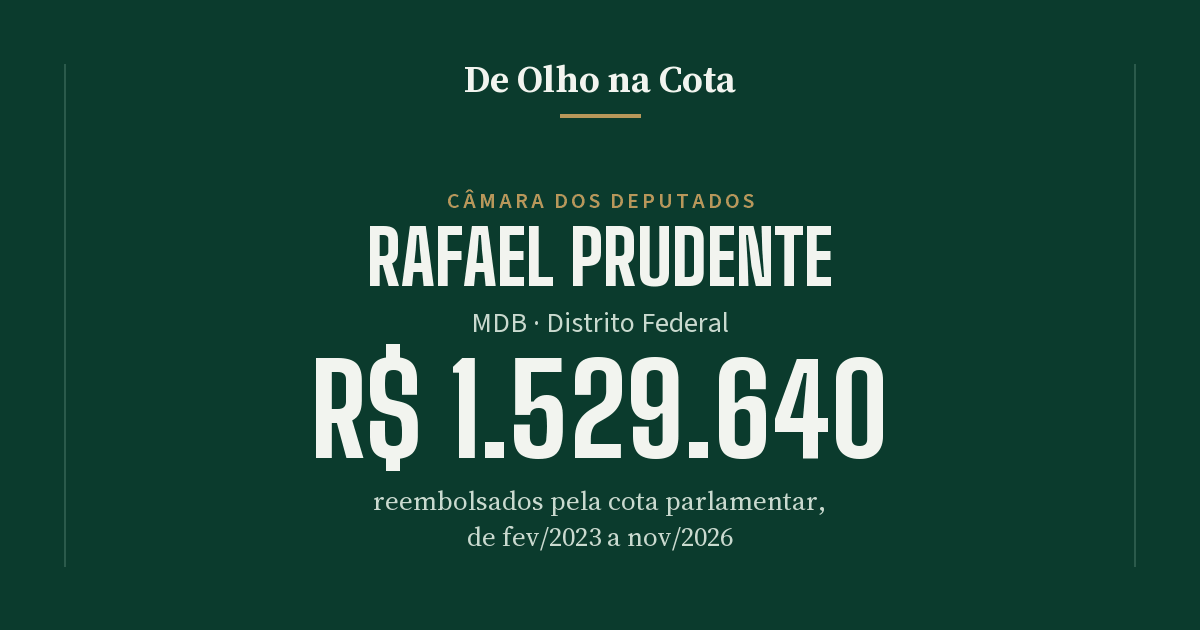 De Olho na Cota
CÂMARA DOS DEPUTADOS
RAFAEL PRUDENTE
MDB · Distrito Federal
R$ 1.529.640
reembolsados pela cota parlamentar,
de fev/2023 a nov/2026